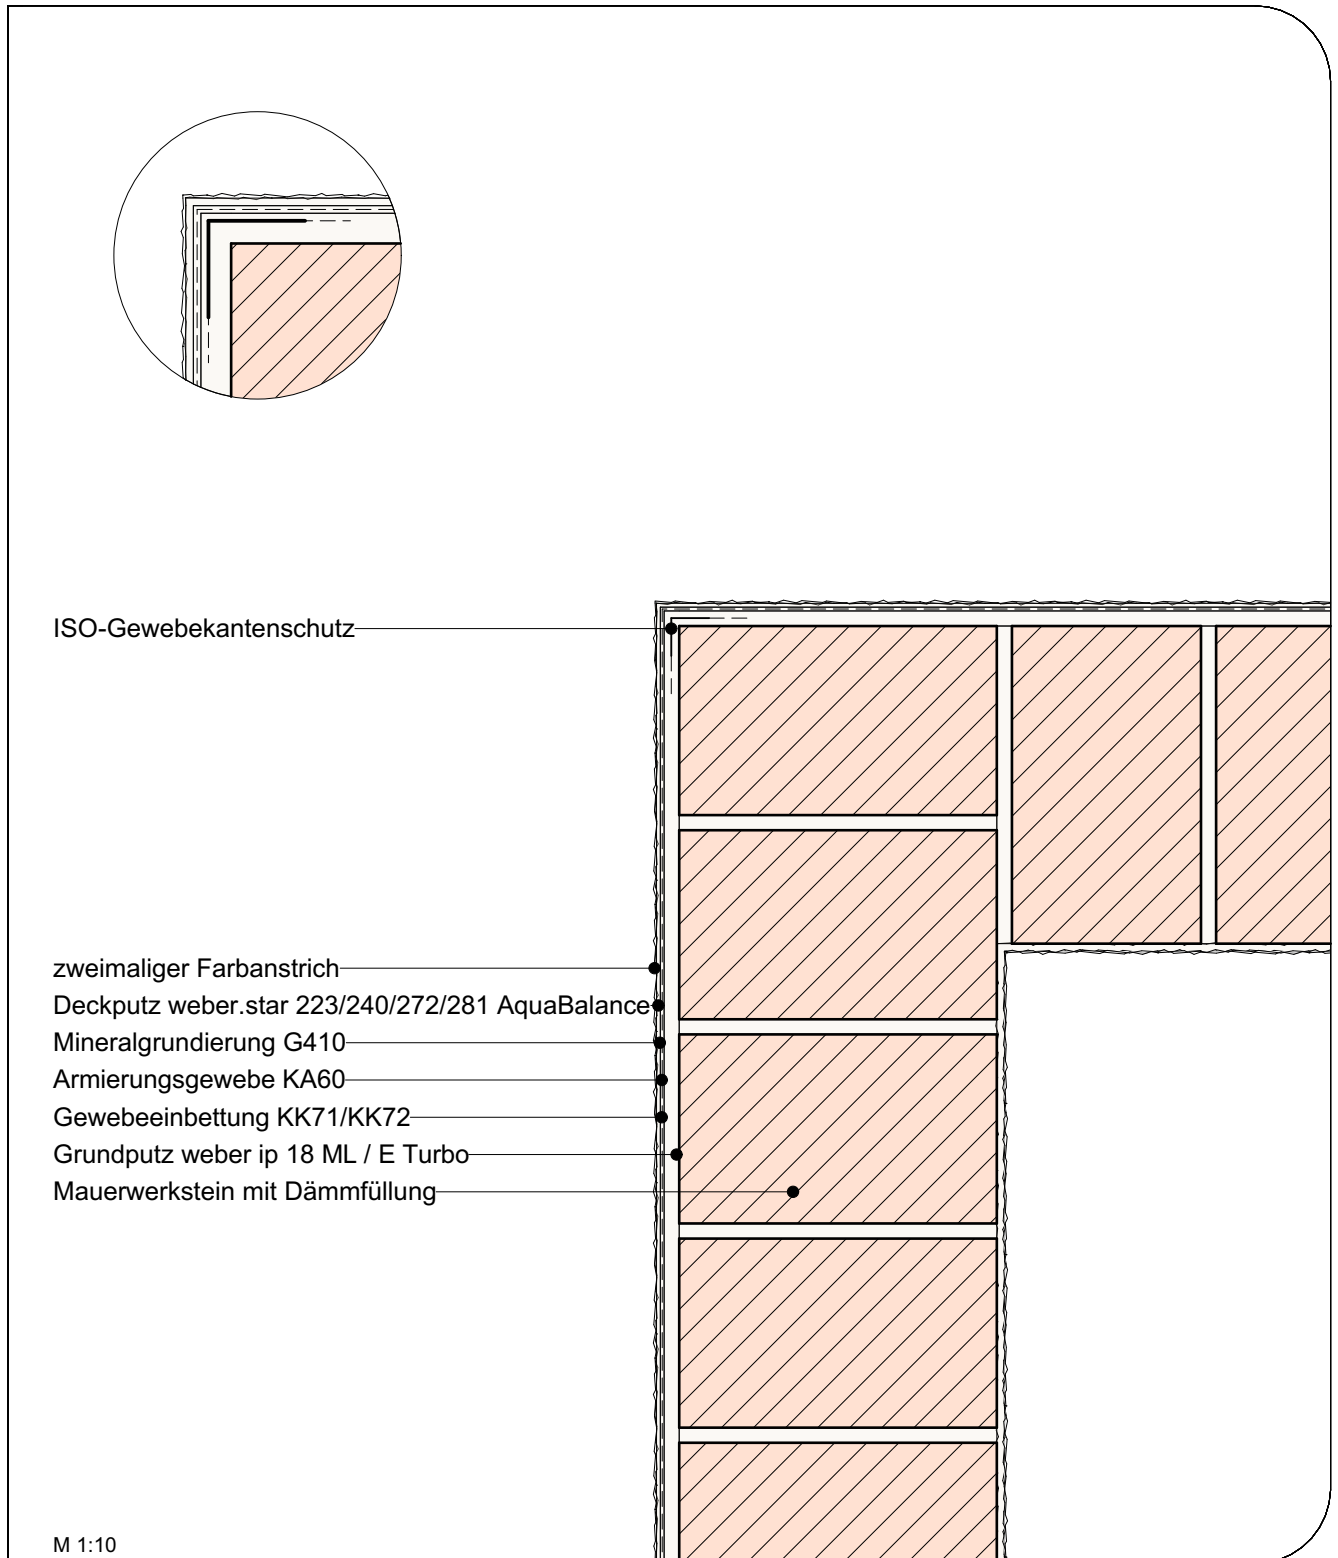 ISO-Gewebekantenschutz
zweimaliger Farbanstrich
Deckputz weber.star 223/240/272/281 AquaBalance
Mineralgrundierung G410
Armierungsgewebe KA60
Gewebeeinbettung KK71/KK72
Grundputz weber ip 18 ML / E Turbo
Mauerwerkstein mit Dämmfüllung
M 1:10